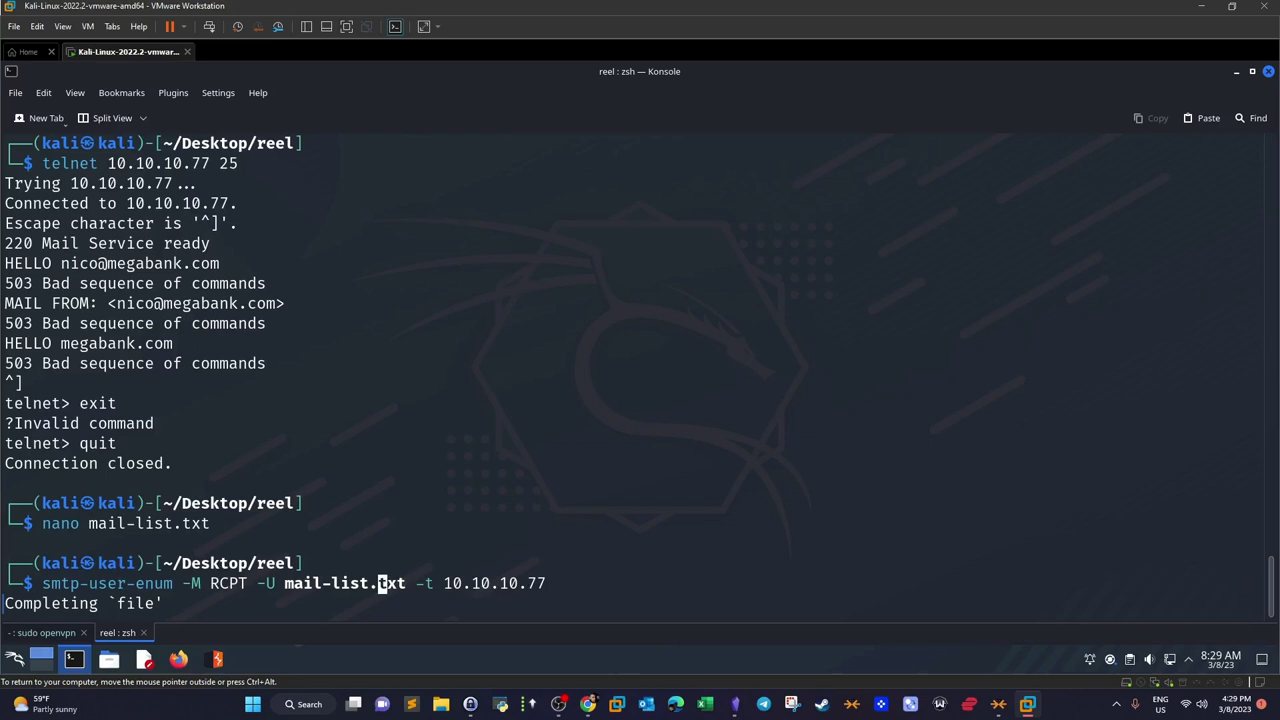 Kali-Linux-2022.2-vmware-amd64 - VMware Workstation
File Edit View VM Tabs Help
Home Kali-Linux-2022.2-vmwar...
reel : zsh — Konsole
File Edit View Bookmarks Plugins Settings Help
New Tab Split View Copy Paste Find
┌──(kali㉿kali)-[~/Desktop/reel]
└─$ telnet 10.10.10.77 25
Trying 10.10.10.77...
Connected to 10.10.10.77.
Escape character is '^]'.
220 Mail Service ready
HELLO nico@megabank.com
503 Bad sequence of commands
MAIL FROM: <nico@megabank.com>
503 Bad sequence of commands
HELLO megabank.com
503 Bad sequence of commands
^]
telnet> exit
?Invalid command
telnet> quit
Connection closed.
┌──(kali㉿kali)-[~/Desktop/reel]
└─$ nano mail-list.txt
┌──(kali㉿kali)-[~/Desktop/reel]
└─$ smtp-user-enum -M RCPT -U mail-list.txt -t 10.10.10.77
Completing `file'
- : sudo openvpn reel : zsh
8:29 AM
3/8/23
To return to your computer, move the mouse pointer outside or press Ctrl+Alt.
59°F
Partly sunny
Search
ENG
US
4:29 PM
3/8/2023